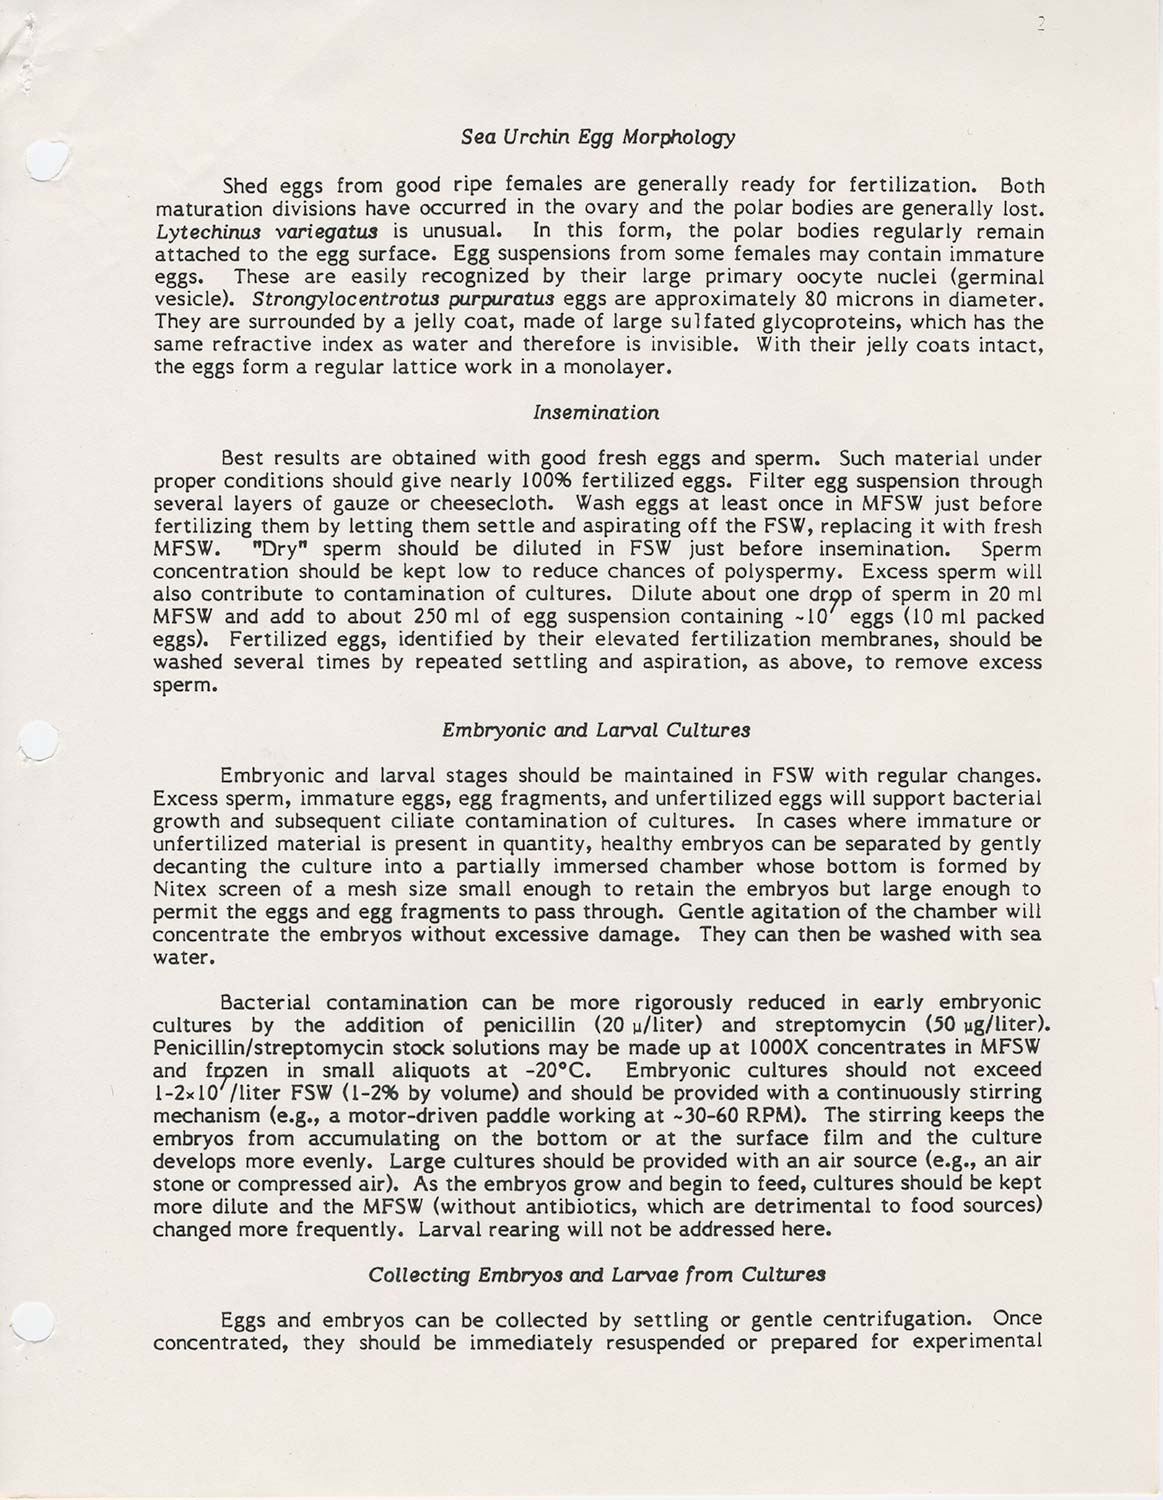 2
Sea Urchin Egg Morphology
Shed eggs from good ripe females are generally ready for fertilization. Both
maturation divisions have occurred in the ovary and the polar bodies are generally lost.
Lytechinus variegatus is unusual. In this form, the polar bodies regularly remain
attached to the egg surface. Egg suspensions from some females may contain immature
eggs. These are easily recognized by their large primary oocyte nuclei (germinal
vesicle). Strongylocentrotus purpuratus eggs are approximately 80 microns in diameter.
They are surrounded by a jelly coat, made of large sulfated glycoproteins, which has the
same refractive index as water and therefore is invisible. With their jelly coats intact,
the eggs form a regular lattice work in a monolayer.
Insemination
Best results are obtained with good fresh eggs and sperm. Such material under
proper conditions should give nearly 100% fertilized eggs. Filter egg suspension through
several layers of gauze or cheesecloth. Wash eggs at least once in MFSW just before
fertilizing them by letting them settle and aspirating off the FSW, replacing it with fresh
MFSW. "Dry" sperm should be diluted in FSW just before insemination. Sperm
concentration should be kept low to reduce chances of polyspermy. Excess sperm will
also contribute to contamination of cultures. Dilute about one drop of sperm in 20 ml
MFSW and add to about 250 ml of egg suspension containing ~10⁷ eggs (10 ml packed
eggs). Fertilized eggs, identified by their elevated fertilization membranes, should be
washed several times by repeated settling and aspiration, as above, to remove excess
sperm.
Embryonic and Larval Cultures
Embryonic and larval stages should be maintained in FSW with regular changes.
Excess sperm, immature eggs, egg fragments, and unfertilized eggs will support bacterial
growth and subsequent ciliate contamination of cultures. In cases where immature or
unfertilized material is present in quantity, healthy embryos can be separated by gently
decanting the culture into a partially immersed chamber whose bottom is formed by
Nitex screen of a mesh size small enough to retain the embryos but large enough to
permit the eggs and egg fragments to pass through. Gentle agitation of the chamber will
concentrate the embryos without excessive damage. They can then be washed with sea
water.
Bacterial contamination can be more rigorously reduced in early embryonic
cultures by the addition of penicillin (20 μ/liter) and streptomycin (50 μg/liter).
Penicillin/streptomycin stock solutions may be made up at 1000X concentrates in MFSW
and frozen in small aliquots at -20°C. Embryonic cultures should not exceed
1-2×10⁷/liter FSW (1-2% by volume) and should be provided with a continuously stirring
mechanism (e.g., a motor-driven paddle working at ~30-60 RPM). The stirring keeps the
embryos from accumulating on the bottom or at the surface film and the culture
develops more evenly. Large cultures should be provided with an air source (e.g., an air
stone or compressed air). As the embryos grow and begin to feed, cultures should be kept
more dilute and the MFSW (without antibiotics, which are detrimental to food sources)
changed more frequently. Larval rearing will not be addressed here.
Collecting Embryos and Larvae from Cultures
Eggs and embryos can be collected by settling or gentle centrifugation. Once
concentrated, they should be immediately resuspended or prepared for experimental